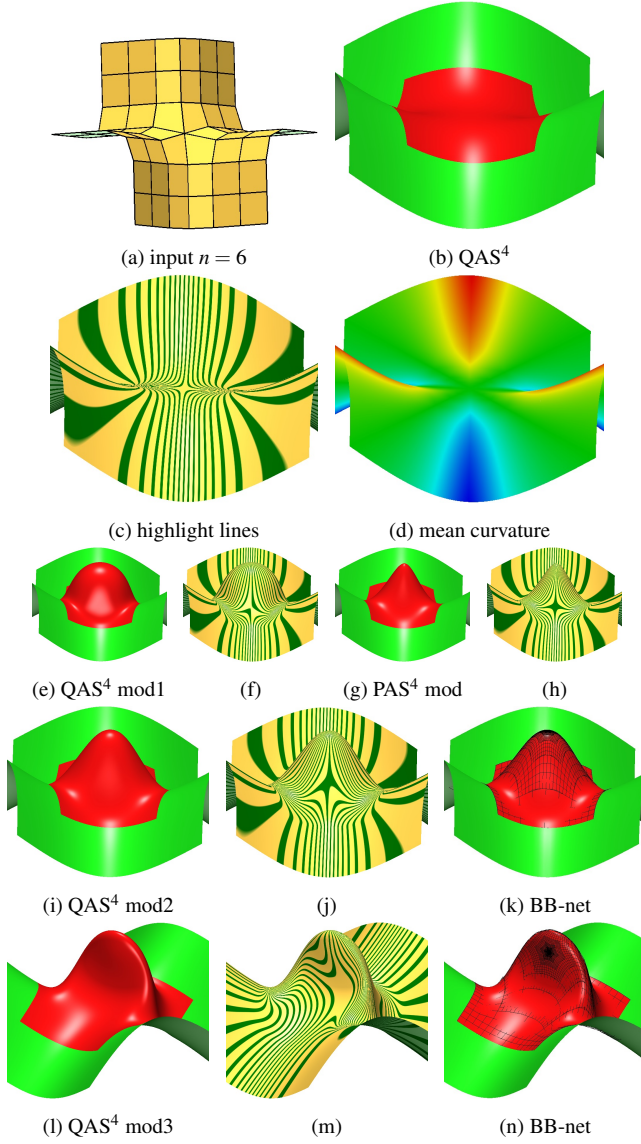 (a) input n = 6
(b) QAS⁴
(c) highlight lines
(d) mean curvature
(e) QAS⁴ mod1
(f)
(g) PAS⁴ mod
(h)
(i) QAS⁴ mod2
(j)
(k) BB-net
(l) QAS⁴ mod3
(m)
(n) BB-net